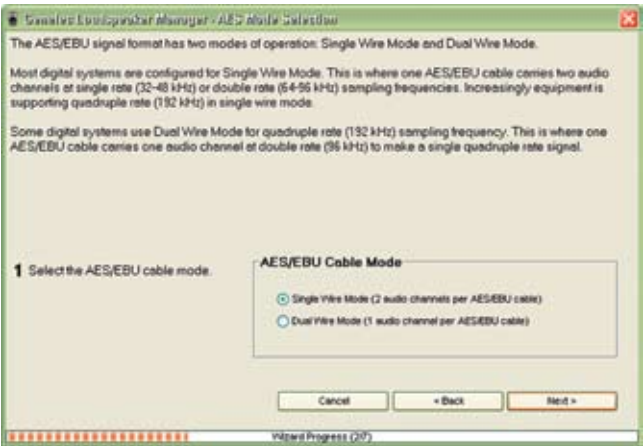 Genelec Loudspeaker Manager - AES Mode Selection
The AES/EBU signal format has two modes of operation: Single Wire Mode and Dual Wire Mode.
Most digital systems are configured for Single Wire Mode. This is where one AES/EBU cable carries two audio
channels at single rate (32-48 kHz) or double rate (64-96 kHz) sampling frequencies. Increasingly equipment is
supporting quadruple rate (192 kHz) in single wire mode.
Some digital systems use Dual Wire Mode for quadruple rate (192 kHz) sampling frequency. This is where one
AES/EBU cable carries one audio channel at double rate (96 kHz) to make a single quadruple rate signal.
1 Select the AES/EBU cable mode.
AES/EBU Cable Mode
Single Wire Mode (2 audio channels per AES/EBU cable)
Dual Wire Mode (1 audio channel per AES/EBU cable)
Cancel
< Back
Next >
Wizard Progress (2/7)